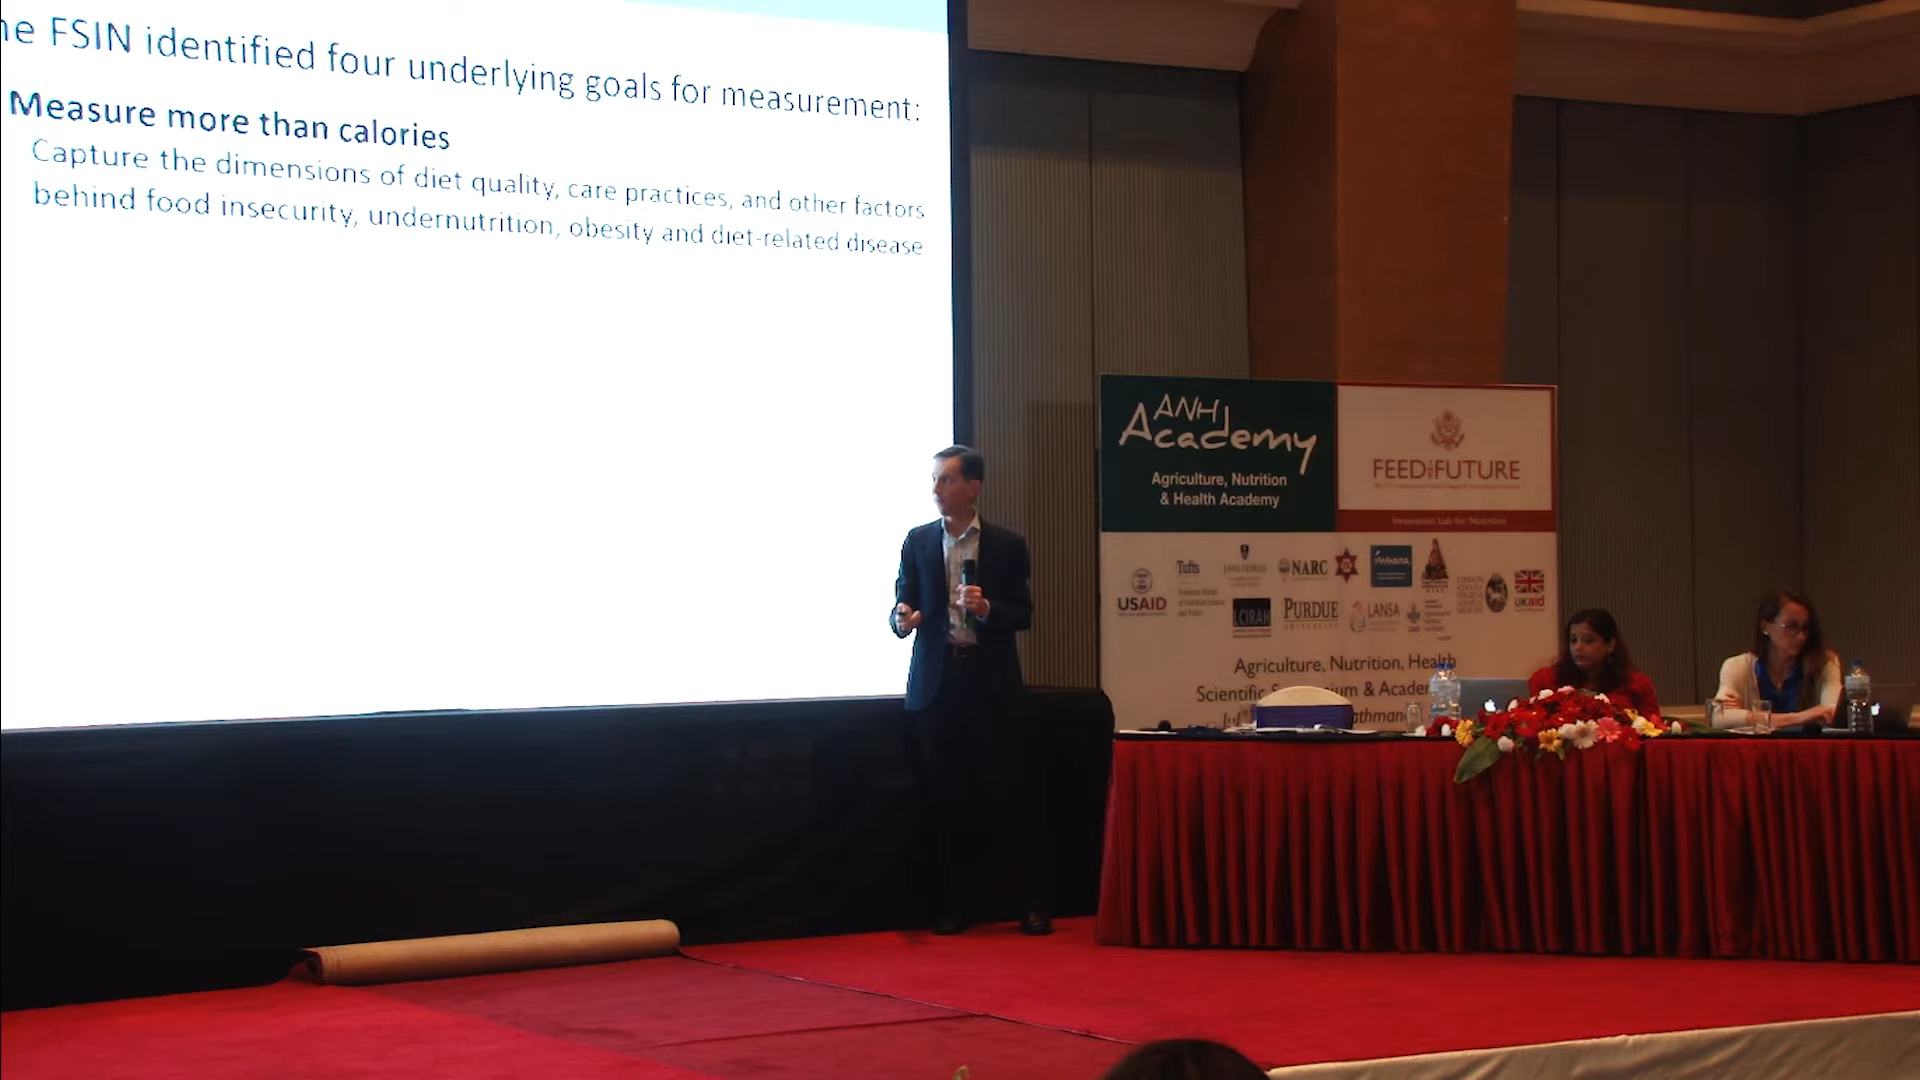 he FSIN identified four underlying goals for measurement:
Measure more than calories
Capture the dimensions of diet quality, care practices, and other factors
behind food insecurity, undernutrition, obesity and diet-related disease
ANH
Academy
Agriculture, Nutrition
& Health Academy
FEED THE FUTURE
Innovation Lab for Nutrition
USAID
Tufts
NARC
LCIRAH
PURDUE
UNIVERSITY
LANSA
UKaid
Agriculture, Nutrition, Health
Scientific